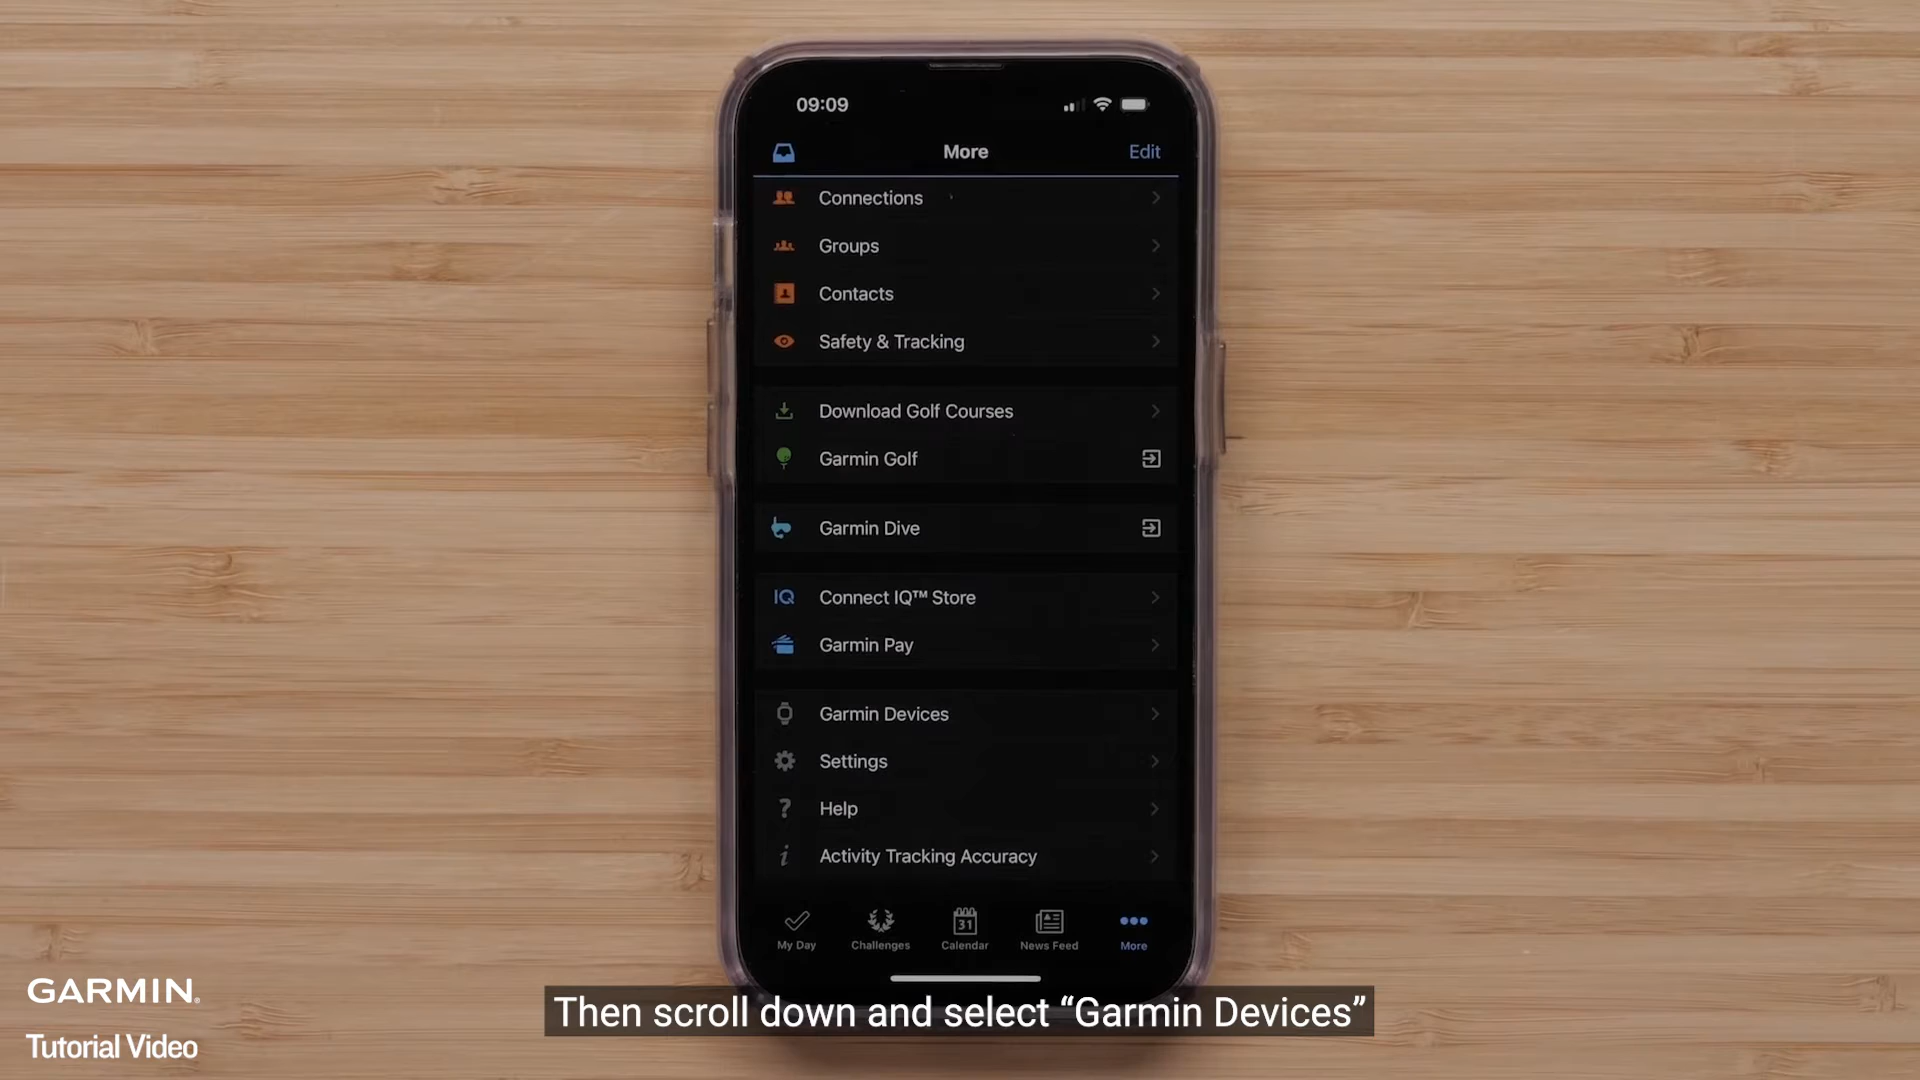 09:09
More
Edit
Connections
Groups
Contacts
Safety & Tracking
Download Golf Courses
Garmin Golf
Garmin Dive
IQ
Connect IQ™ Store
Garmin Pay
Garmin Devices
Settings
Help
Activity Tracking Accuracy
31
My Day
Challenges
Calendar
News Feed
More
Then scroll down and select “Garmin Devices”
GARMIN®
Tutorial Video